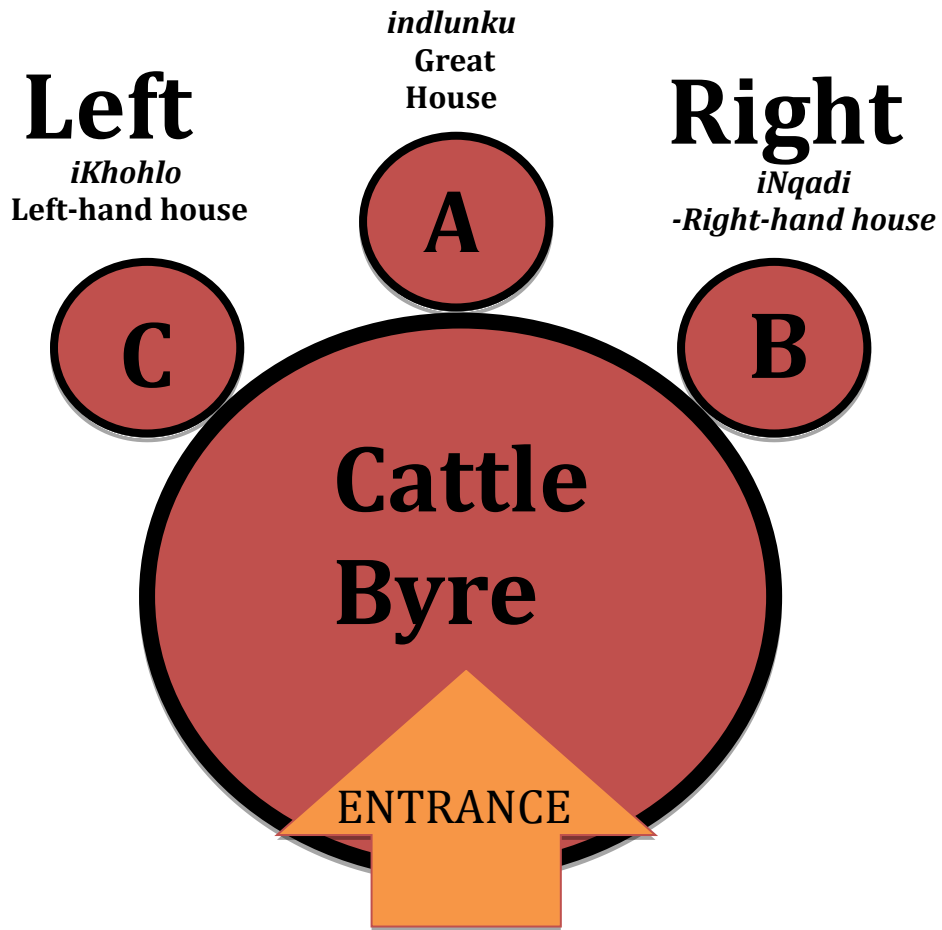 indlunku
Great
House
Left
iKhohlo
Left-hand house
Right
iNqadi
-Right-hand house
A
C
B
Cattle
Byre
ENTRANCE